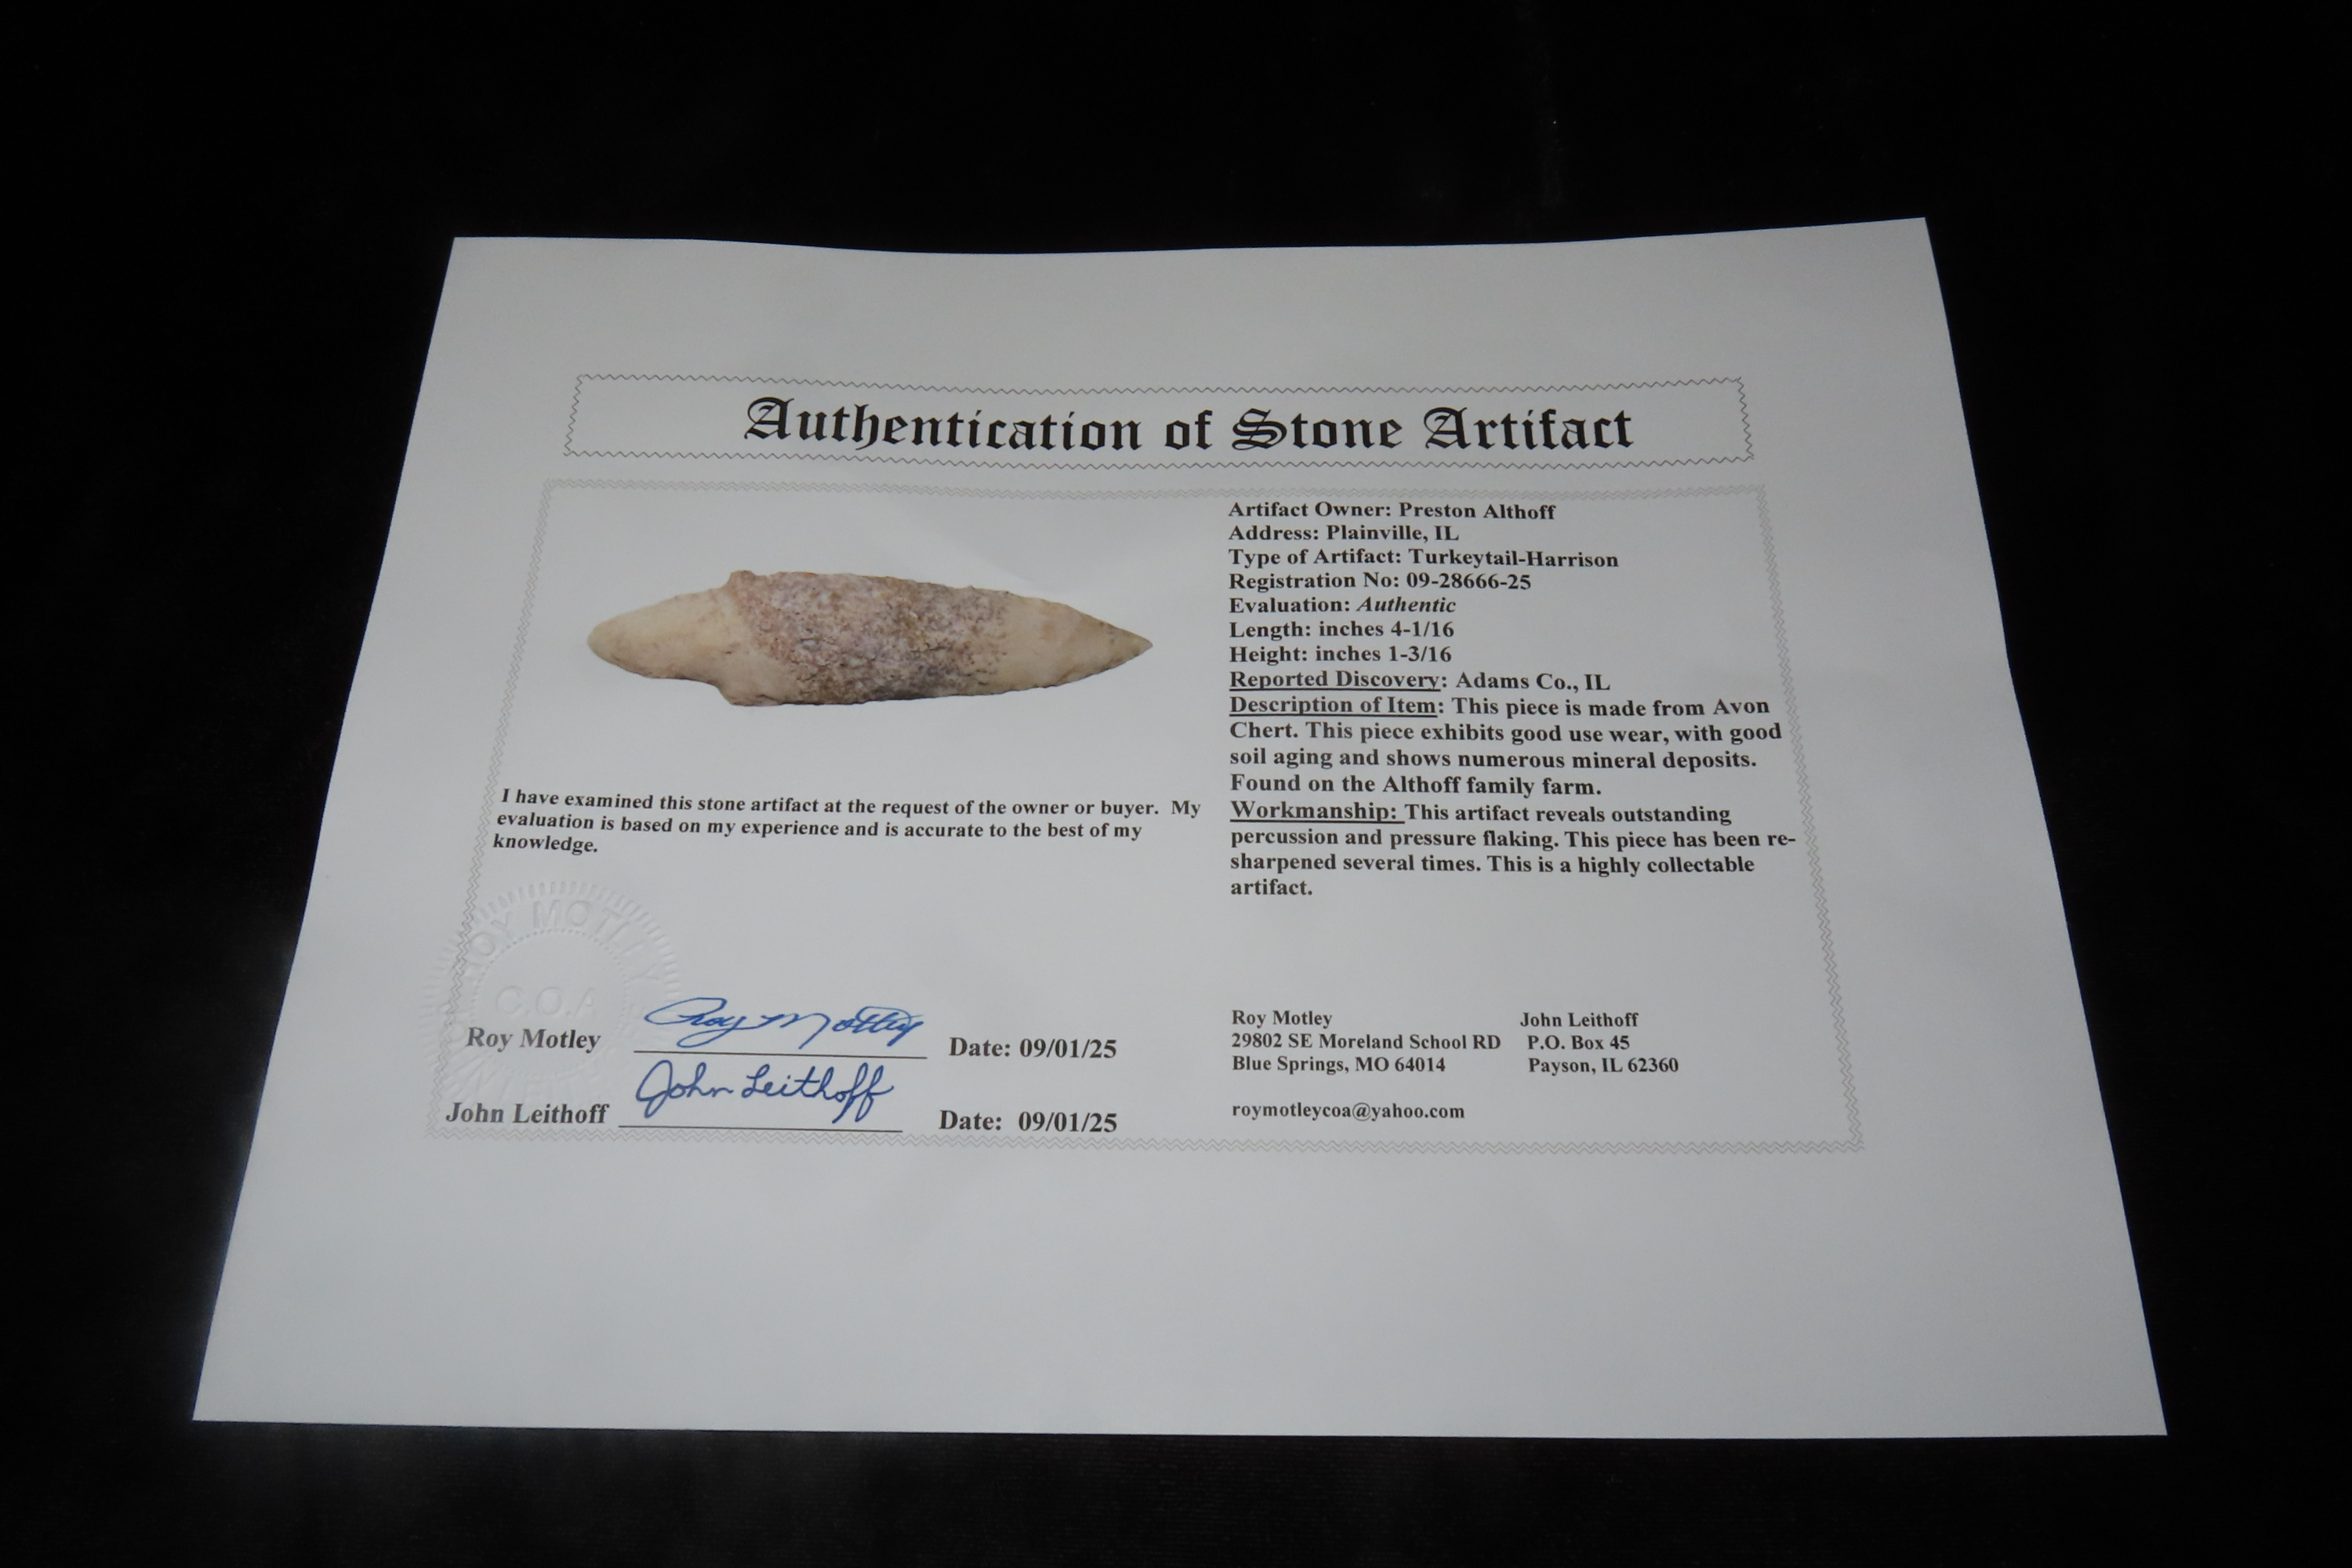 Authentication of Stone Artifact
Artifact Owner: Preston Althoff
Address: Plainville, IL
Type of Artifact: Turkeytail-Harrison
Registration No: 09-28666-25
Evaluation: Authentic
Length: inches 4-1/16
Height: inches 1-3/16
Reported Discovery: Adams Co., IL
Description of Item: This piece is made from Avon
Chert. This piece exhibits good use wear, with good
soil aging and shows numerous mineral deposits.
Found on the Althoff family farm.
Workmanship: This artifact reveals outstanding
percussion and pressure flaking. This piece has been re-
sharpened several times. This is a highly collectable
artifact.
I have examined this stone artifact at the request of the owner or buyer. My
evaluation is based on my experience and is accurate to the best of my
knowledge.
ROY MOTLEY
C.O.A
Roy Motley Roy Motley Date: 09/01/25
John Leithoff John Leithoff Date: 09/01/25
Roy Motley
29802 SE Moreland School RD
Blue Springs, MO 64014
roymotleycoa@yahoo.com
John Leithoff
P.O. Box 45
Payson, IL 62360